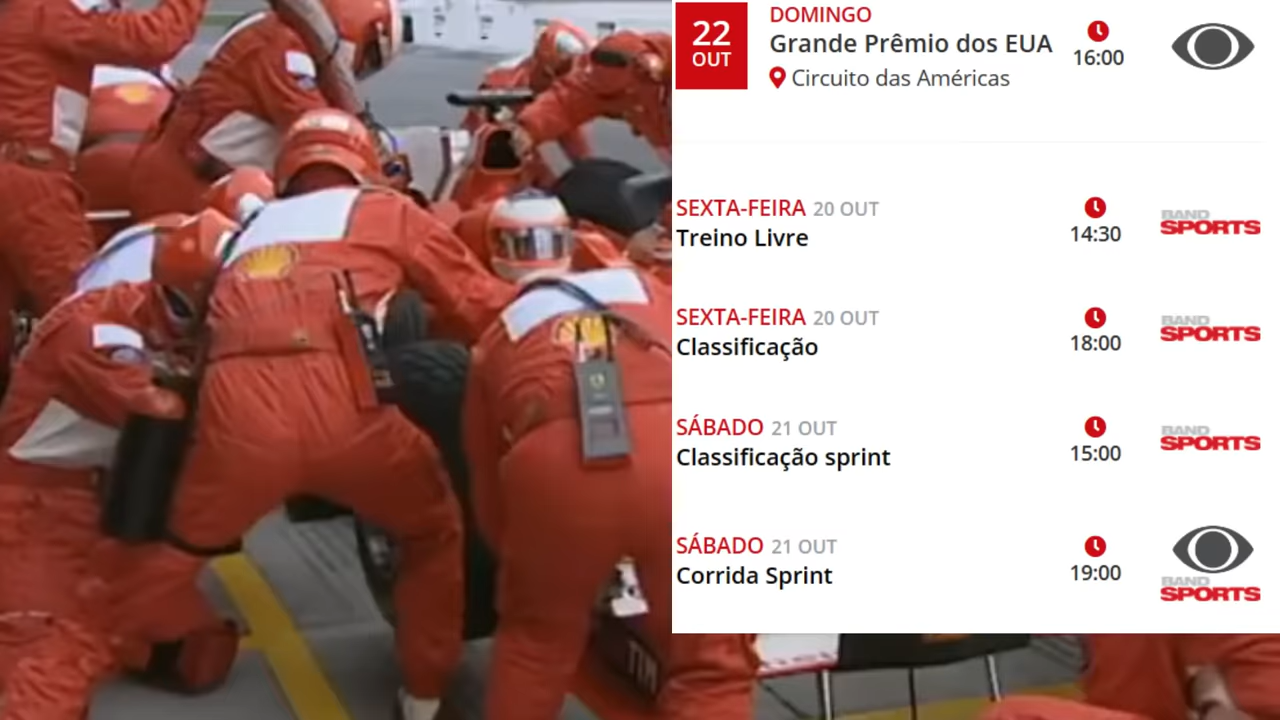 22
OUT
DOMINGO
Grande Prêmio dos EUA
Circuito das Américas
16:00
SEXTA-FEIRA 20 OUT
Treino Livre
14:30
BAND
SPORTS
SEXTA-FEIRA 20 OUT
Classificação
18:00
BAND
SPORTS
SÁBADO 21 OUT
Classificação sprint
15:00
BAND
SPORTS
SÁBADO 21 OUT
Corrida Sprint
19:00
BAND
SPORTS
TIM